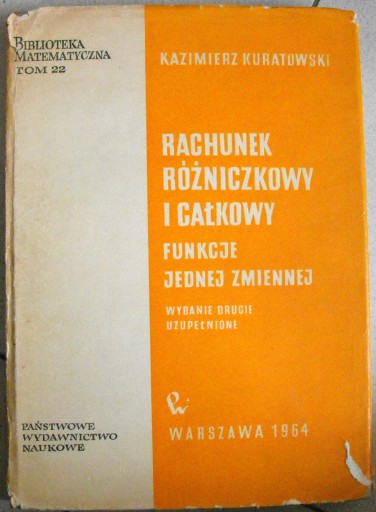 BIBLIOTEKA
MATEMATYCZNA
TOM 22
KAZIMIERZ KURATOWSKI
RACHUNEK
RÓŻNICZKOWY
I CAŁKOWY
FUNKCJE
JEDNEJ ZMIENNEJ
WYDANIE DRUGIE
UZUPEŁNIONE
PAŃSTWOWE
WYDAWNICTWO
NAUKOWE
WARSZAWA 1964